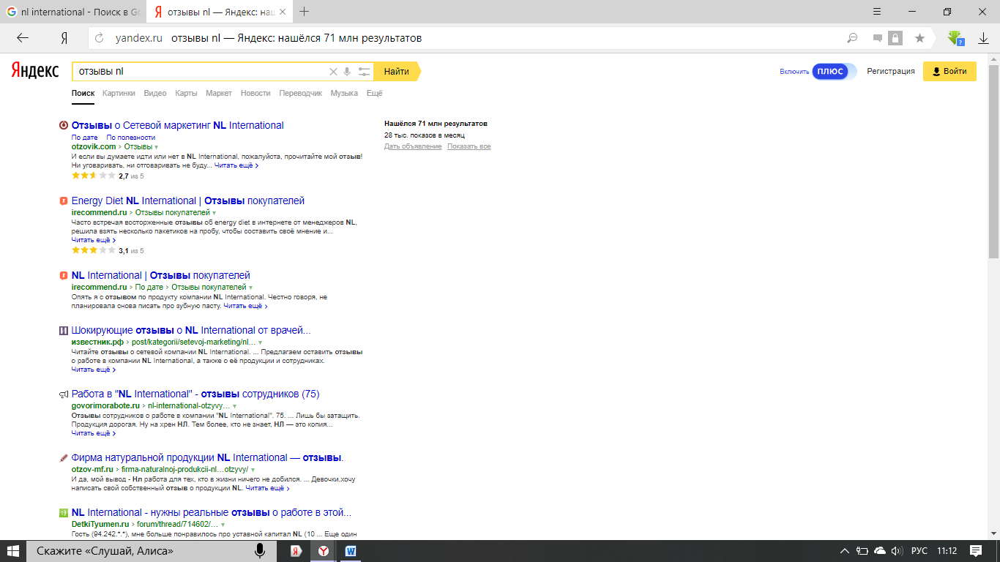 nl international - Поиск в Go
отзывы nl — Яндекс: наш
yandex.ru отзывы nl — Яндекс: нашёлся 71 млн результатов
Яндекс
отзывы nl
Найти
Включить ПЛЮС
Регистрация
Войти
Поиск Картинки Видео Карты Маркет Новости Переводчик Музыка Ещё
Отзывы о Сетевой маркетинг NL International
По дате По полезности
otzovik.com › Отзывы
И если вы думаете идти или нет в NL International, пожалуйста, прочитайте мой отзыв!
Ни уговаривать, ни отговаривать не буду... Читать ещё ›
2,7 из 5
Energy Diet NL International | Отзывы покупателей
irecommend.ru › Отзывы покупателей
Часто встречая восторженные отзывы об energy diet в интернете от менеджеров NL,
решила взять несколько пакетиков на пробу, чтобы составить своё мнение и...
Читать ещё ›
3,1 из 5
NL International | Отзывы покупателей
irecommend.ru › По дате › Отзывы покупателей
Опять я с отзывом по продукту компании NL International. Честно говоря, не
планировала снова писать про зубную пасту. Читать ещё ›
Шокирующие отзывы о NL International от врачей...
известник.рф › post/kategorii/setevoj-marketing/nl...
Читайте отзывы о сетевой компании NL International. ... Предлагаем оставить отзывы
о работе в компании NL International, а также о её продукции и сотрудниках.
Читать ещё ›
Работа в "NL International" - отзывы сотрудников (75)
govorimorabote.ru › nl-international-otzyvy...
Отзывы сотрудников о работе в компании "NL International". 75. ... Лишь бы затащить.
Продукция дорогая. Ну на хрен НЛ. Тем более, кто не знает, НЛ — это копия...
Читать ещё ›
Фирма натуральной продукции NL International — отзывы.
otzov-mf.ru › firma-naturalnoj-produkcii-nl...otzyvy/
И да, мой вывод - Нл работа для тех, кто в жизни ничего не добился. ... Девочки,хочу
написать свой собственный отзыв о продукции NL. Читать ещё ›
NL International - нужны реальные отзывы о работе в этой...
DetkiTyumen.ru › forum/thread/714602/...
Гость (94.242.*.*), мне больше понравилось про уставной капитал NL (10 ... Еще один
Нашёлся 71 млн результатов
28 тыс. показов в месяц
Дать объявление Показать все
Скажите «Слушай, Алиса»
РУС 11:12